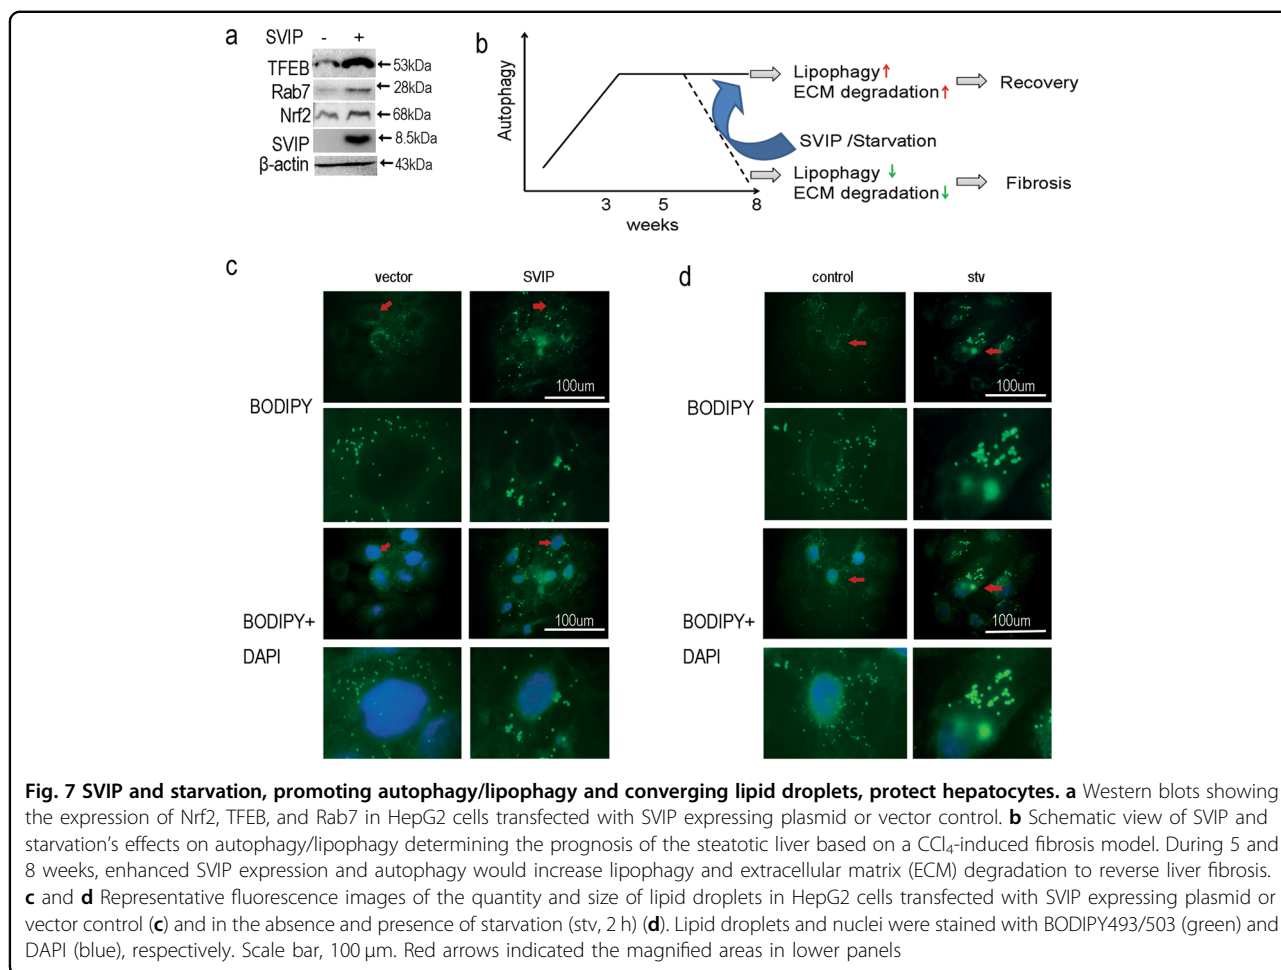 a
SVIP - +
TFEB ←53kDa
Rab7 ←28kDa
Nrf2 ←68kDa
SVIP ←8.5kDa
β-actin ←43kDa
b
Autophagy
3 5 8
weeks
Lipophagy↑
ECM degradation↑
Recovery
SVIP /Starvation
Lipophagy ↓
ECM degradation↓
Fibrosis
c
vector SVIP
BODIPY
100um
BODIPY+
DAPI
100um
d
control stv
BODIPY
100um
BODIPY+
DAPI
100um
Fig. 7 SVIP and starvation, promoting autophagy/lipophagy and converging lipid droplets, protect hepatocytes. a Western blots showing
the expression of Nrf2, TFEB, and Rab7 in HepG2 cells transfected with SVIP expressing plasmid or vector control. b Schematic view of SVIP and
starvation's effects on autophagy/lipophagy determining the prognosis of the steatotic liver based on a CCl₄-induced fibrosis model. During 5 and
8 weeks, enhanced SVIP expression and autophagy would increase lipophagy and extracellular matrix (ECM) degradation to reverse liver fibrosis.
c and d Representative fluorescence images of the quantity and size of lipid droplets in HepG2 cells transfected with SVIP expressing plasmid or
vector control (c) and in the absence and presence of starvation (stv, 2 h) (d). Lipid droplets and nuclei were stained with BODIPY493/503 (green) and
DAPI (blue), respectively. Scale bar, 100 μm. Red arrows indicated the magnified areas in lower panels